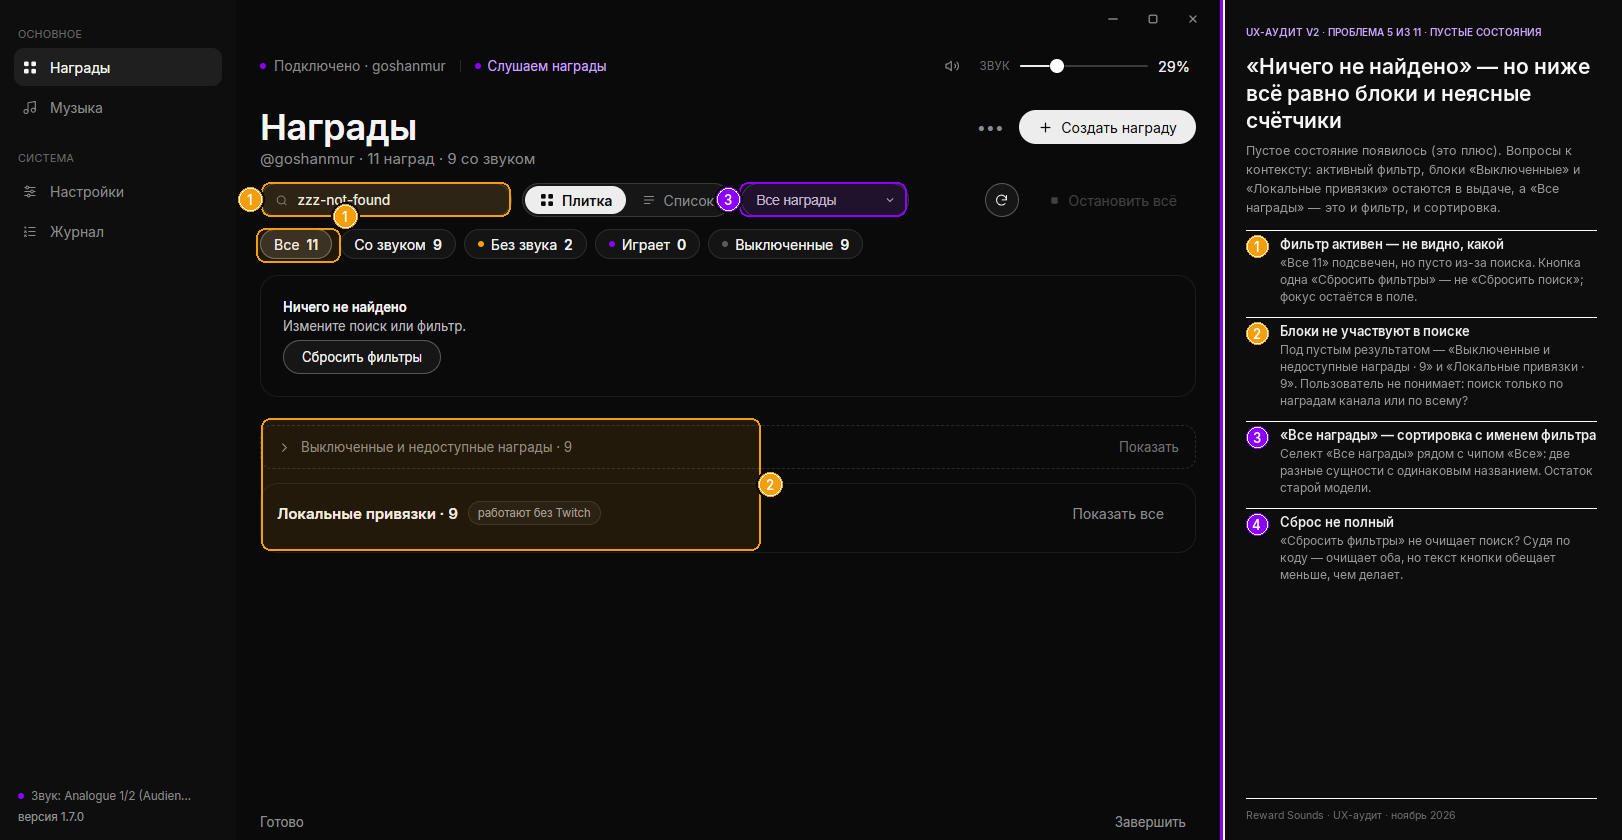 ОСНОВНОЕ
Награды
Музыка
СИСТЕМА
Настройки
Журнал
Звук: Analogue 1/2 (Audien...
версия 1.7.0
Подключено · goshanmur
Слушаем награды
ЗВУК
29%
Награды
@goshanmur · 11 наград · 9 со звуком
Создать награду
1
zzz-not-found
Плитка
Список
3
Все награды
Остановить всё
1
Все 11
Со звуком 9
Без звука 2
Играет 0
Выключенные 9
Ничего не найдено
Измените поиск или фильтр.
Сбросить фильтры
Выключенные и недоступные награды · 9
Показать
2
Локальные привязки · 9
работают без Twitch
Показать все
Готово
Завершить
UX-АУДИТ V2 · ПРОБЛЕМА 5 ИЗ 11 · ПУСТЫЕ СОСТОЯНИЯ
«Ничего не найдено» — но ниже
всё равно блоки и неясные
счётчики
Пустое состояние появилось (это плюс). Вопросы к
контексту: активный фильтр, блоки «Выключенные» и
«Локальные привязки» остаются в выдаче, а «Все
награды» — это и фильтр, и сортировка.
1
Фильтр активен — не видно, какой
«Все 11» подсвечен, но пусто из-за поиска. Кнопка
одна «Сбросить фильтры» — не «Сбросить поиск»;
фокус остаётся в поле.
2
Блоки не участвуют в поиске
Под пустым результатом — «Выключенные и
недоступные награды · 9» и «Локальные привязки ·
9». Пользователь не понимает: поиск только по
наградам канала или по всему?
3
«Все награды» — сортировка с именем фильтра
Селект «Все награды» рядом с чипом «Все»: две
разные сущности с одинаковым названием. Остаток
старой модели.
4
Сброс не полный
«Сбросить фильтры» не очищает поиск? Судя по
коду — очищает оба, но текст кнопки обещает
меньше, чем делает.
Reward Sounds · UX-аудит · ноябрь 2026